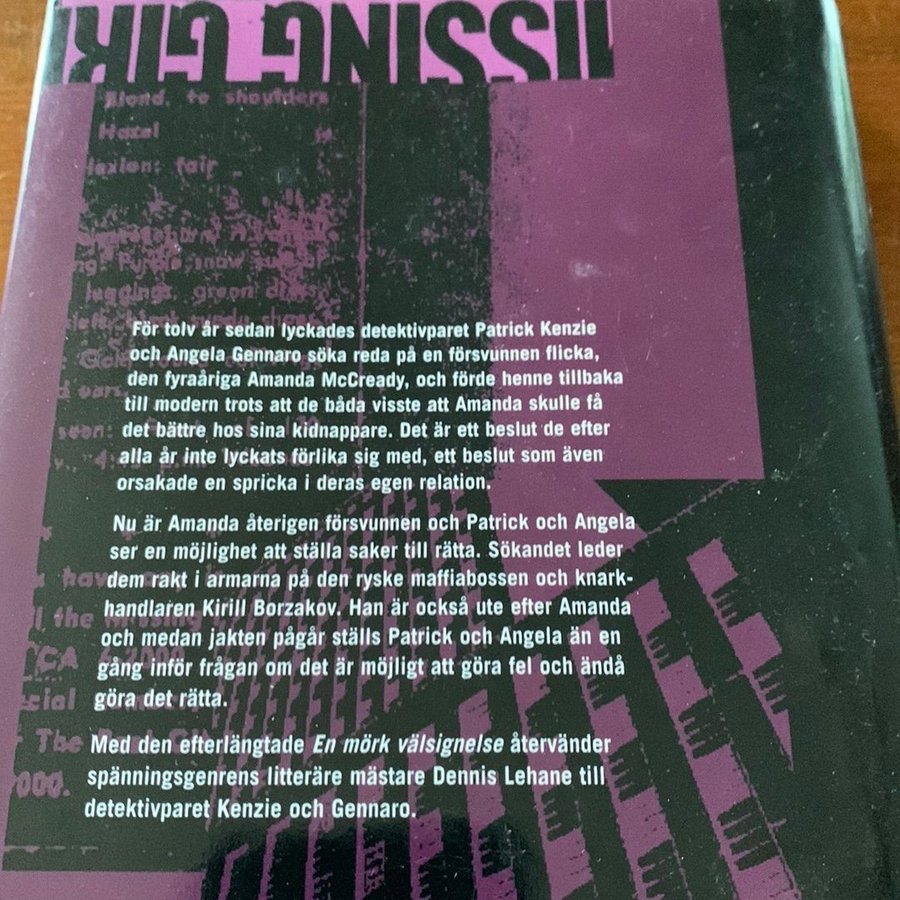 ISSING GIR
Blond, to shoulders
Hazel
lexion: fair
leggings, green
För tolv år sedan lyckades detektivparet Patrick Kenzie
och Angela Gennaro söka reda på en försvunnen flicka,
den fyraåriga Amanda McCready, och förde henne tillbaka
till modern trots att de båda visste att Amanda skulle få
det bättre hos sina kidnappare. Det är ett beslut de efter
alla år inte lyckats förlika sig med, ett beslut som även
orsakade en spricka i deras egen relation.
Nu är Amanda återigen försvunnen och Patrick och Angela
ser en möjlighet att ställa saker till rätta. Sökandet leder
dem rakt i armarna på den ryske maffiabossen och knark-
handlaren Kirill Borzakov. Han är också ute efter Amanda
och medan jakten pågår ställs Patrick och Angela än en
gång inför frågan om det är möjligt att göra fel och ändå
göra det rätta.
Med den efterlängtade En mörk välsignelse återvänder
spänningsgenrens litteräre mästare Dennis Lehane till
detektivparet Kenzie och Gennaro.